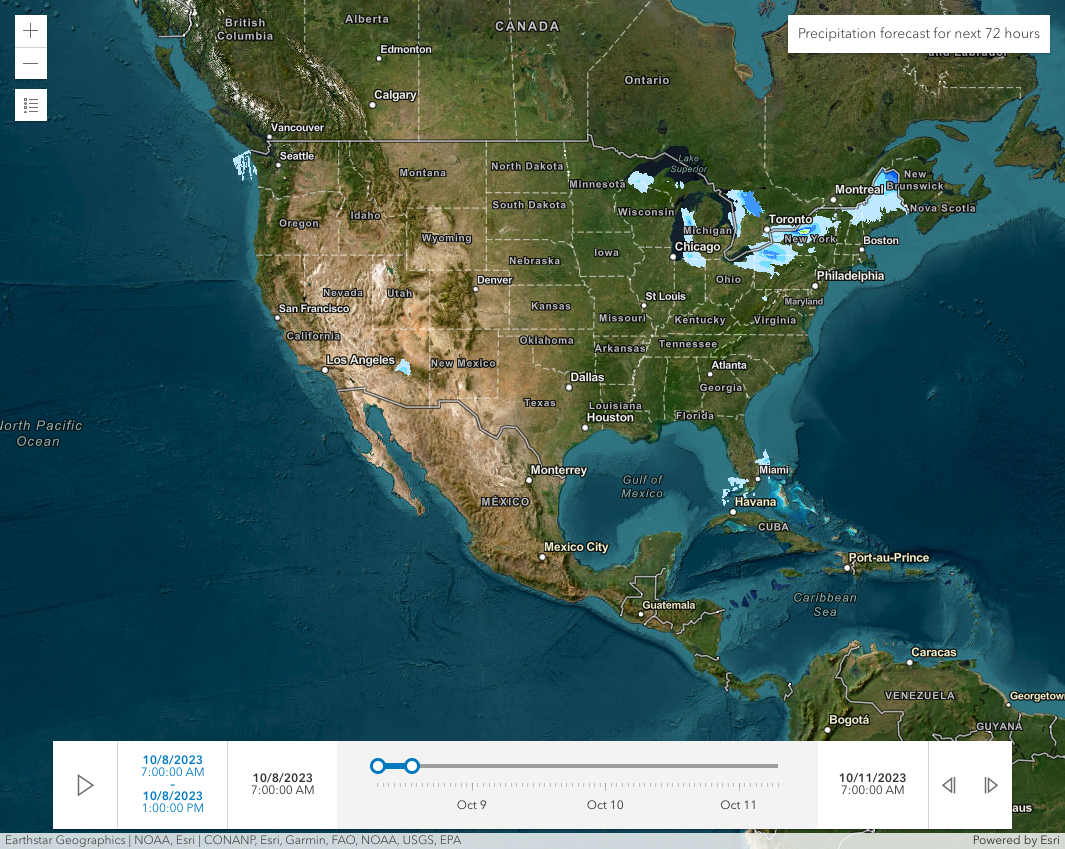 Precipitation forecast for next 72 hours
British
Columbia
Alberta
CANADA
Edmonton
Ontario
Calgary
Vancouver
Seattle
Montana
North Dakota
Minnesota
Lake
Superior
Montreal
New
Brunswick
Nova Scotia
South Dakota
Wisconsin
Oregon
Idaho
Wyoming
Michigan
Toronto
New York
Boston
Chicago
Iowa
Nebraska
Ohio
Philadelphia
Denver
Nevada
Utah
San Francisco
St Louis
Kansas
Missouri
Kentucky
Maryland
Virginia
California
Oklahoma
Arkansas
Tennessee
Los Angeles
New Mexico
Atlanta
Georgia
Dallas
Texas
Louisiana
Houston
Florida
North Pacific
Ocean
Monterrey
Gulf of
Mexico
Miami
MÉXICO
Havana
CUBA
Mexico City
Port-au-Prince
Caribbean
Sea
Guatemala
Caracas
VENEZUELA
Georgetown
Bogotá
GUYANA
10/8/2023
7:00:00 AM
–
10/8/2023
1:00:00 PM
10/8/2023
7:00:00 AM
Oct 9
Oct 10
Oct 11
10/11/2023
7:00:00 AM
aus
Earthstar Geographics | NOAA, Esri | CONANP, Esri, Garmin, FAO, NOAA, USGS, EPA
Powered by Esri